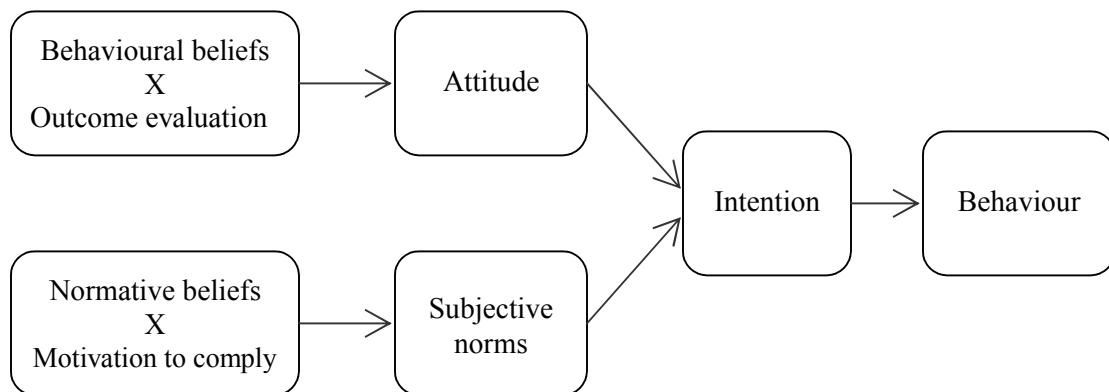 Behavioural beliefs
X
Outcome evaluation
Attitude
Intention
Behaviour
Normative beliefs
X
Motivation to comply
Subjective
norms